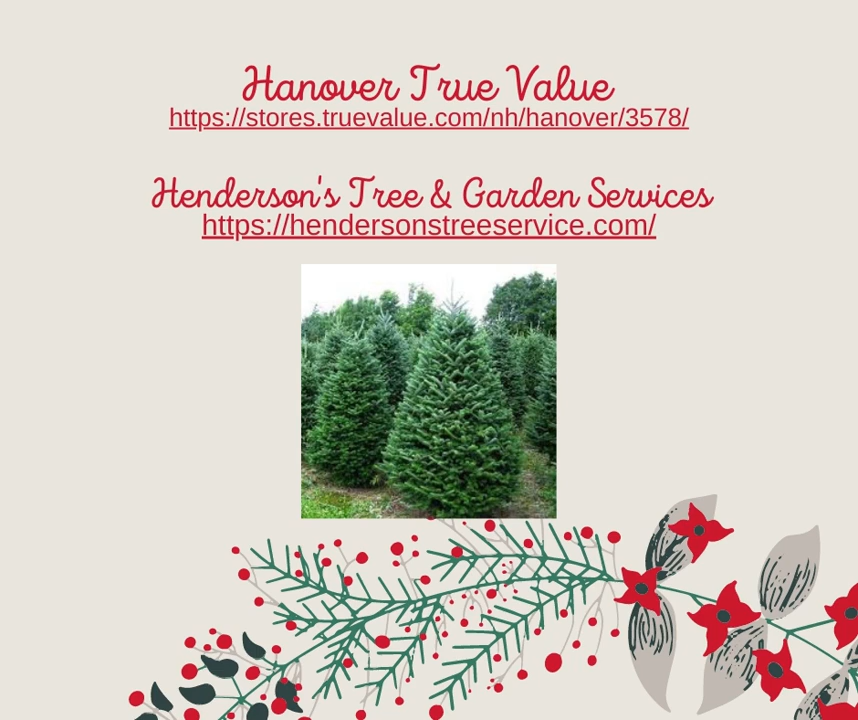 Hanover True Value
https://stores.truevalue.com/nh/hanover/3578/
Henderson's Tree & Garden Services
https://hendersonstreeservice.com/